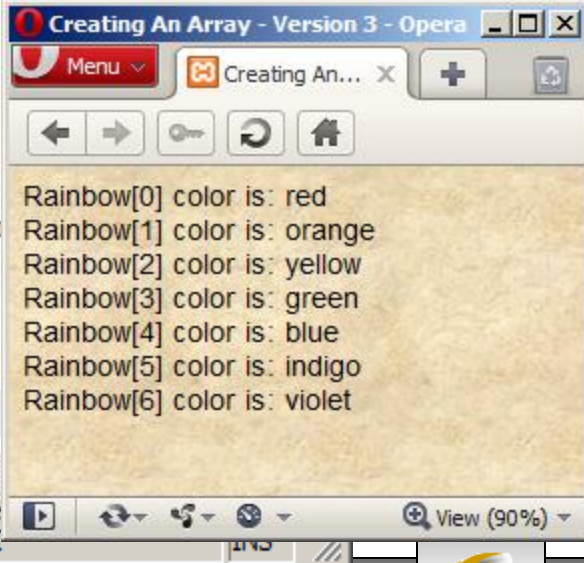 Creating An Array - Version 3 - Opera
Menu
Creating An...
Rainbow[0] color is: red
Rainbow[1] color is: orange
Rainbow[2] color is: yellow
Rainbow[3] color is: green
Rainbow[4] color is: blue
Rainbow[5] color is: indigo
Rainbow[6] color is: violet
View (90%)
INS